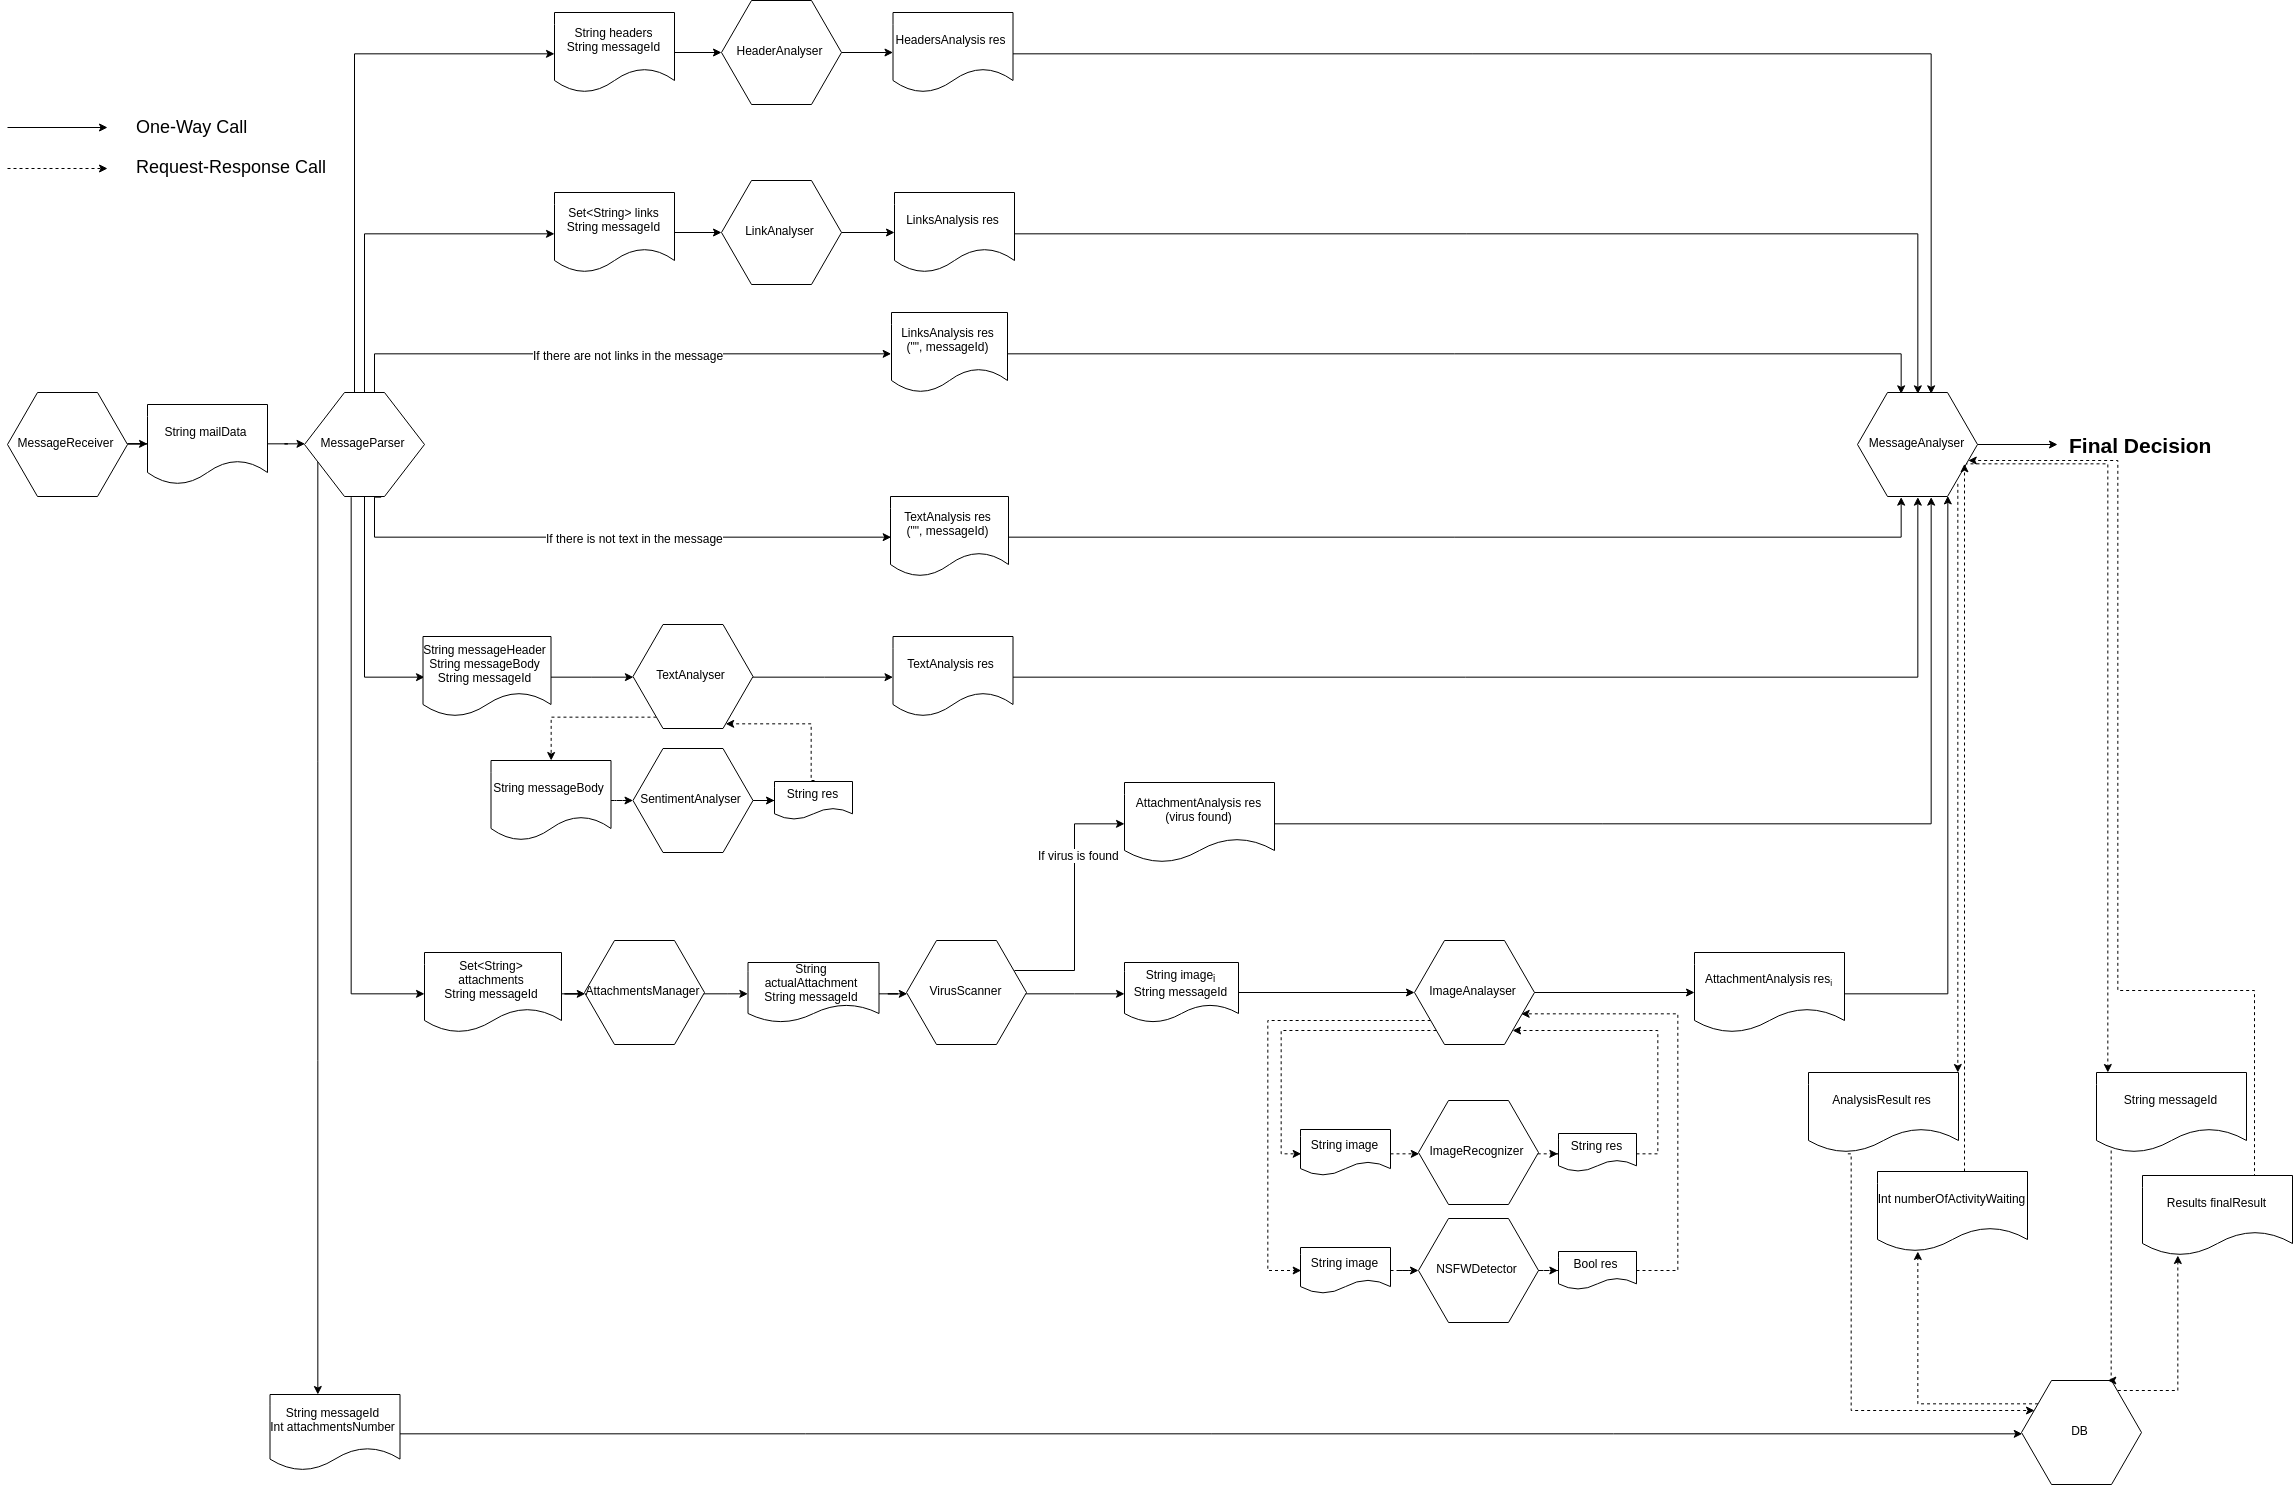 String headers
String messageId
HeaderAnalyser
HeadersAnalysis res
One-Way Call
Request-Response Call
Set<String> links
String messageId
LinkAnalyser
LinksAnalysis res
If there are not links in the message
LinksAnalysis res
("", messageId)
MessageReceiver
String mailData
MessageParser
MessageAnalyser
Final Decision
If there is not text in the message
TextAnalysis res
("", messageId)
String messageHeader
String messageBody
String messageId
TextAnalyser
TextAnalysis res
String messageBody
SentimentAnalyser
String res
If virus is found
AttachmentAnalysis res
(virus found)
Set<String>
attachments
String messageId
AttachmentsManager
String
actualAttachment
String messageId
VirusScanner
String imageᵢ
String messageId
ImageAnalayser
AttachmentAnalysis resᵢ
String image
ImageRecognizer
String res
String image
NSFWDetector
Bool res
AnalysisResult res
String messageId
Int numberOfActivityWaiting
Results finalResult
String messageId
Int attachmentsNumber
DB